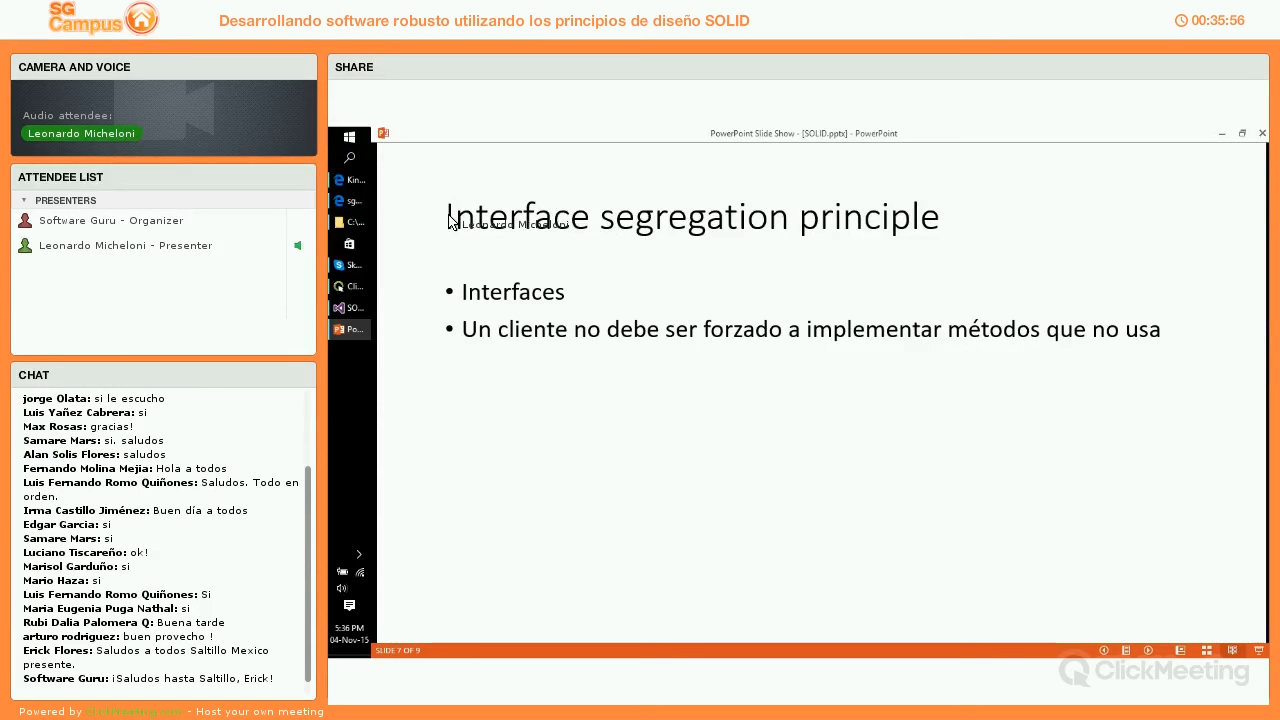 SG
Campus
Desarrollando software robusto utilizando los principios de diseño SOLID
00:35:56
CAMERA AND VOICE
Audio attendee:
Leonardo Micheloni
ATTENDEE LIST
PRESENTERS
Software Guru - Organizer
Leonardo Micheloni - Presenter
CHAT
jorge Olata: si le escucho
Luis Yañez Cabrera: si
Max Rosas: gracias!
Samare Mars: si. saludos
Alan Solis Flores: saludos
Fernando Molina Mejia: Hola a todos
Luis Fernando Romo Quiñones: Saludos. Todo en
orden.
Irma Castillo Jiménez: Buen día a todos
Edgar Garcia: si
Samare Mars: si
Luciano Tiscareño: ok!
Marisol Garduño: si
Mario Haza: si
Luis Fernando Romo Quiñones: Si
Maria Eugenia Puga Nathal: si
Rubi Dalia Palomera Q: Buena tarde
arturo rodriguez: buen provecho !
Erick Flores: Saludos a todos Saltillo Mexico
presente.
Software Guru: ¡Saludos hasta Saltillo, Erick!
Powered by ClickMeeting.com - Host your own meeting
SHARE
PowerPoint Slide Show - [SOLID.pptx] - PowerPoint
Kin...
sg...
C:\...
Sk...
Cli...
SO...
Po...
5:36 PM
04-Nov-15
Interface segregation principle
Leonardo Micheloni
• Interfaces
• Un cliente no debe ser forzado a implementar métodos que no usa
SLIDE 7 OF 9
ClickMeeting